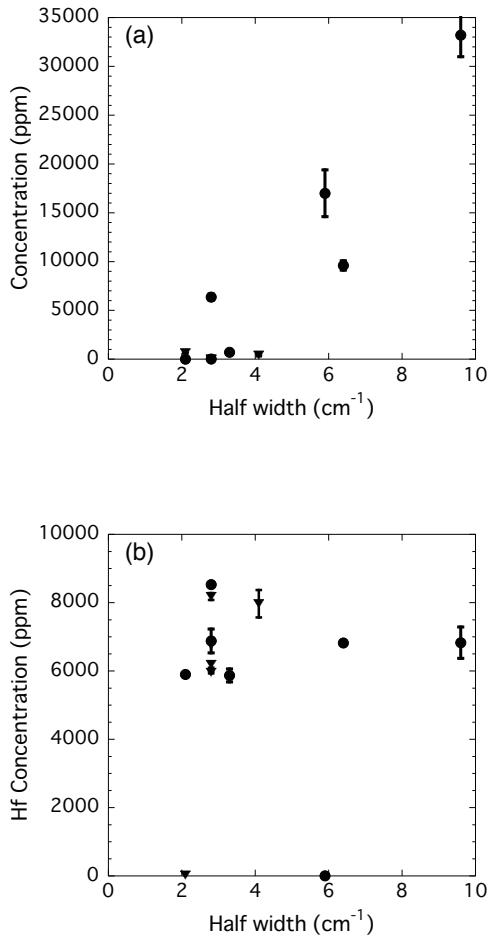 (a)
35000
30000
25000
20000
15000
10000
5000
0
Concentration (ppm)
0 2 4 6 8 10
Half width (cm-1)
(b)
10000
8000
6000
4000
2000
0
Hf Concentration (ppm)
0 2 4 6 8 10
Half width (cm-1)